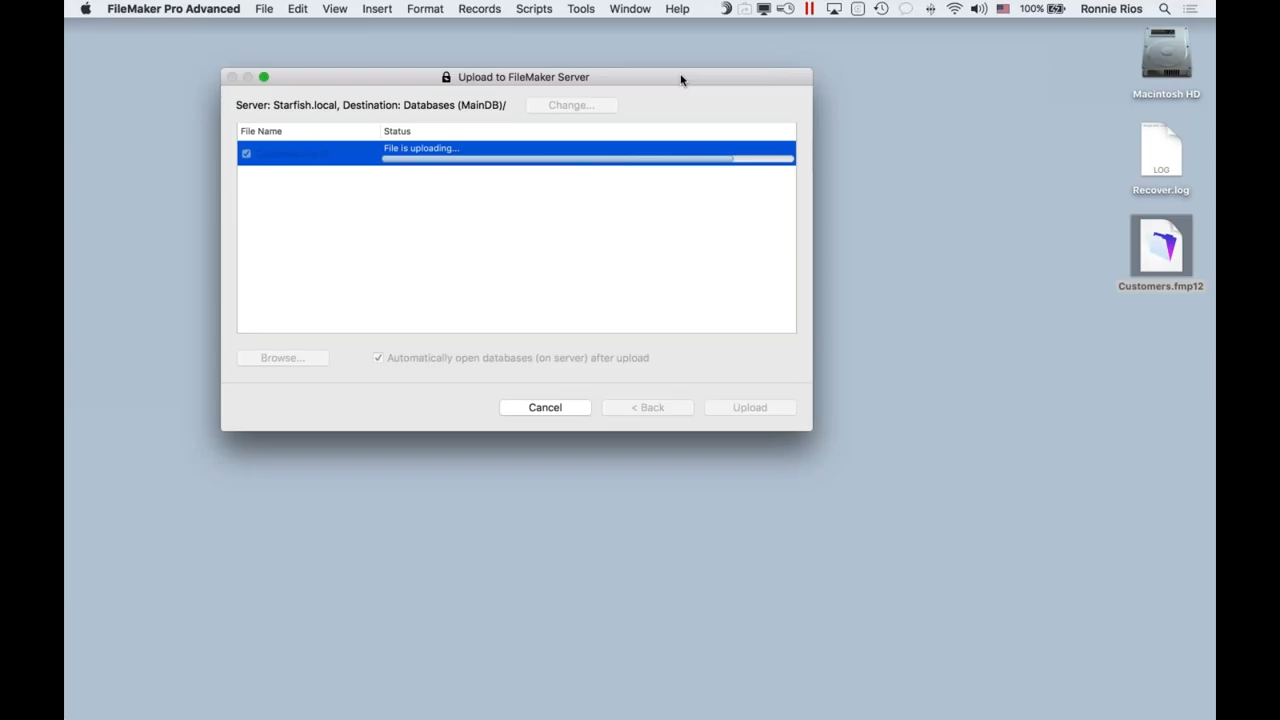 FileMaker Pro Advanced File Edit View Insert Format Records Scripts Tools Window Help 100% Ronnie Rios
Upload to FileMaker Server
Server: Starfish.local, Destination: Databases (MainDB)/ Change...
File Name Status
File is uploading...
Browse... Automatically open databases (on server) after upload
Cancel < Back Upload
Macintosh HD
LOG
Recover.log
Customers.fmp12